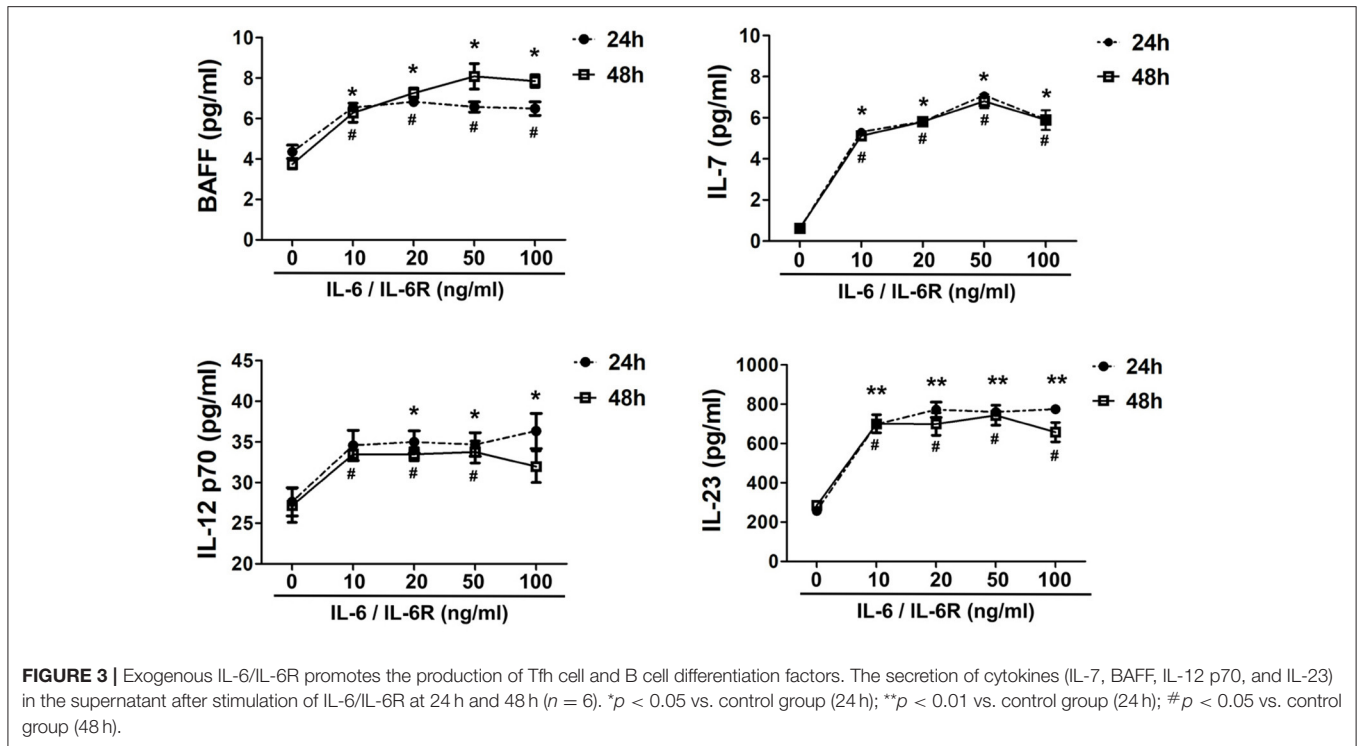 10
8
6
4
2
0
BAFF (pg/ml)
* * * *
# # # #
0 10 20 50 100
IL-6 / IL-6R (ng/ml)
24h
48h
10
8
6
4
2
0
IL-7 (pg/ml)
* * * *
# # # #
0 10 20 50 100
IL-6 / IL-6R (ng/ml)
24h
48h
45
40
35
30
25
20
IL-12 p70 (pg/ml)
* * *
# # #
0 10 20 50 100
IL-6 / IL-6R (ng/ml)
24h
48h
1000
800
600
400
200
0
IL-23 (pg/ml)
** ** ** **
# # # #
0 10 20 50 100
IL-6 / IL-6R (ng/ml)
24h
48h
FIGURE 3 | Exogenous IL-6/IL-6R promotes the production of Tfh cell and B cell differentiation factors. The secretion of cytokines (IL-7, BAFF, IL-12 p70, and IL-23)
in the supernatant after stimulation of IL-6/IL-6R at 24 h and 48 h (n = 6). *p < 0.05 vs. control group (24 h); **p < 0.01 vs. control group (24 h); #p < 0.05 vs. control
group (48 h).